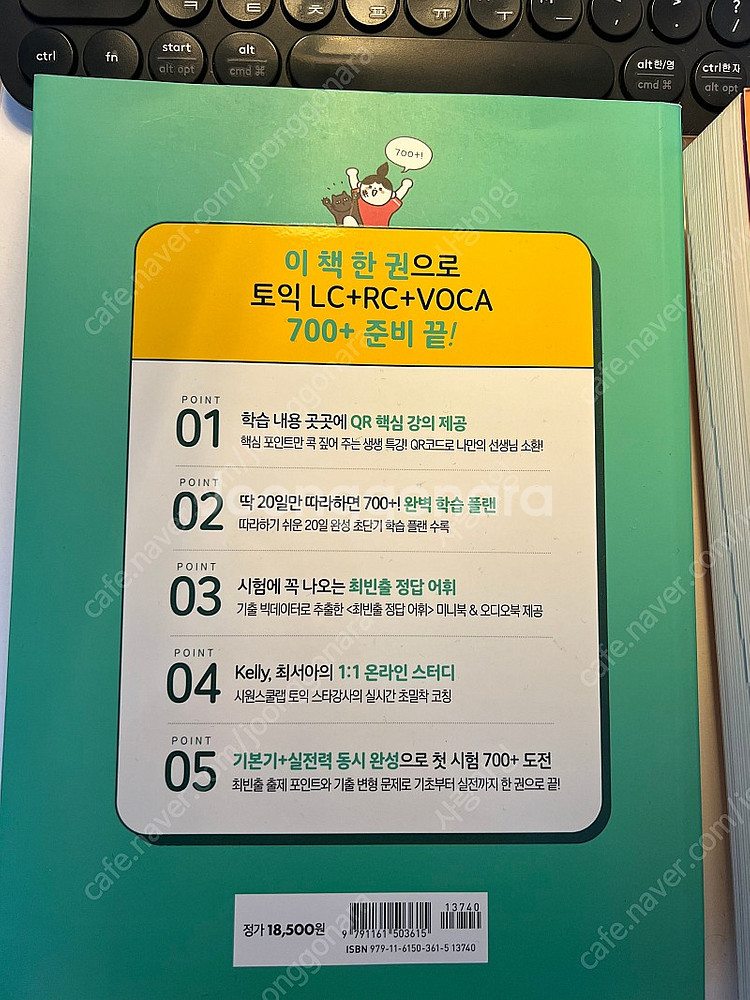 ctrl
fn
start
alt opt
alt
cmd ⌘
alt 한/영
cmd ⌘
ctrl 한자
alt opt
ㅋ
ㅌ
ㅊ
ㅍ
ㅠ
ㅜ
ㅡ
700+!
이 책 한 권으로
토익 LC+RC+VOCA
700+ 준비 끝!
POINT
01
학습 내용 곳곳에 QR 핵심 강의 제공
핵심 포인트만 콕 짚어 주는 생생 특강! QR코드로 나만의 선생님 소환!
POINT
02
딱 20일만 따라하면 700+! 완벽 학습 플랜
따라하기 쉬운 20일 완성 초단기 학습 플랜 수록
POINT
03
시험에 꼭 나오는 최빈출 정답 어휘
기출 빅데이터로 추출한 <최빈출 정답 어휘> 미니북 & 오디오북 제공
POINT
04
Kelly, 최서아의 1:1 온라인 스터디
시원스쿨랩 토익 스타강사의 실시간 초밀착 코칭
POINT
05
기본기+실전력 동시 완성으로 첫 시험 700+ 도전
최빈출 출제 포인트와 기출 변형 문제로 기초부터 실전까지 한 권으로 끝!
정가 18,500원
13740
9 791161 503615
ISBN 979-11-6150-361-5 13740
joonggonara
cafe.naver.com/joonggonara